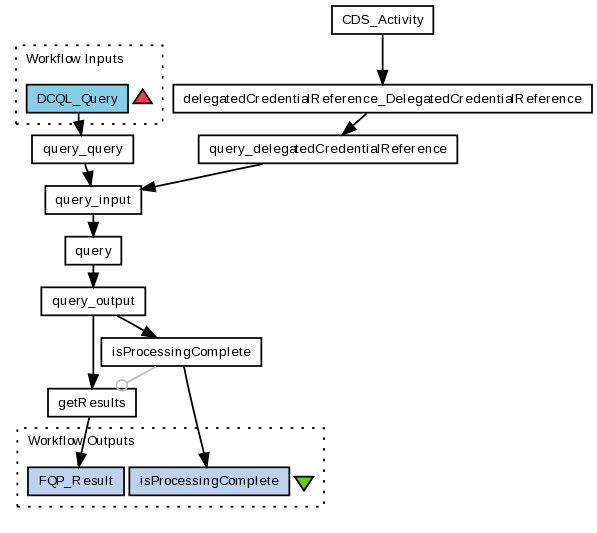 CDS_Activity
Workflow Inputs
DCQL_Query
delegatedCredentialReference_DelegatedCredentialReference
query_query
query_delegatedCredentialReference
query_input
query
query_output
isProcessingComplete
getResults
Workflow Outputs
FQP_Result
isProcessingComplete